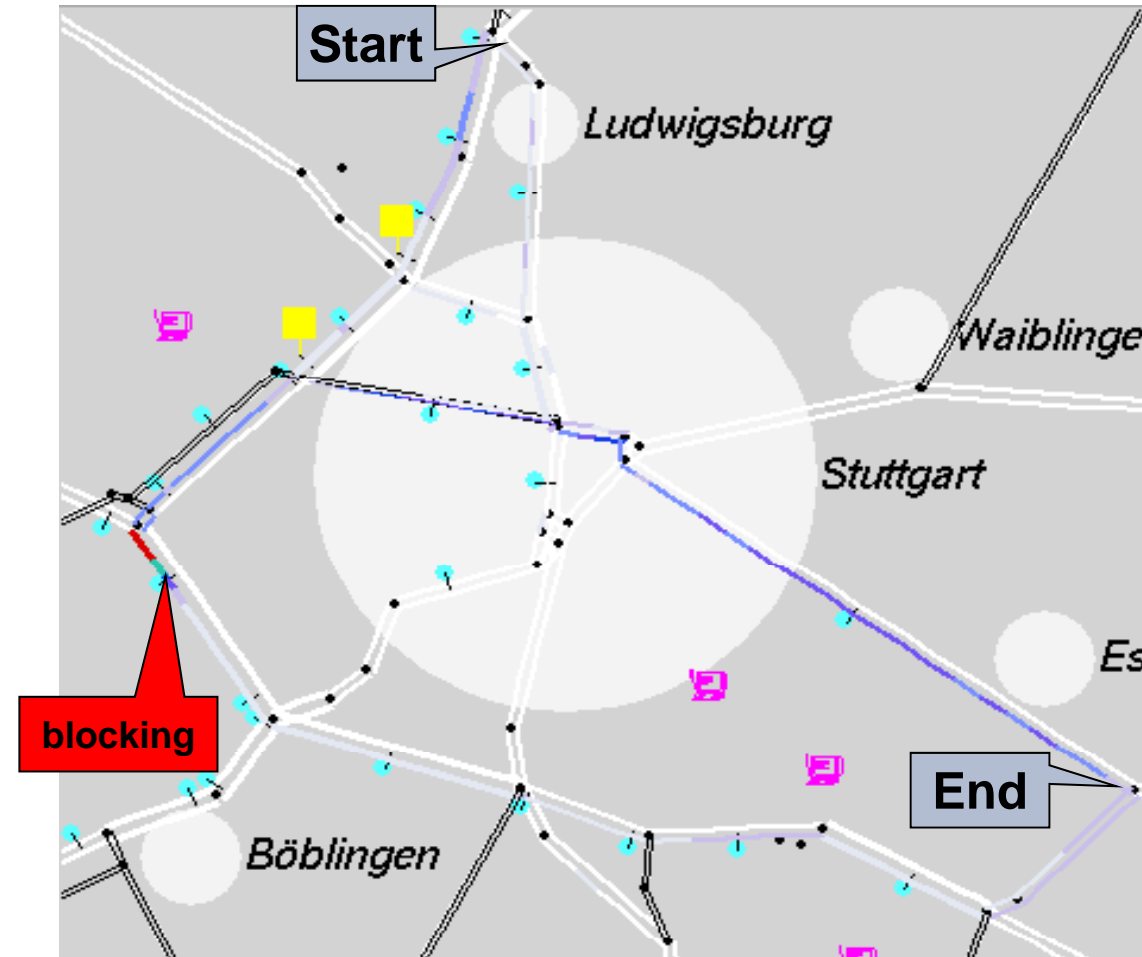 Start
Ludwigsburg
Waiblinge
Stuttgart
Es
blocking
End
Böblingen